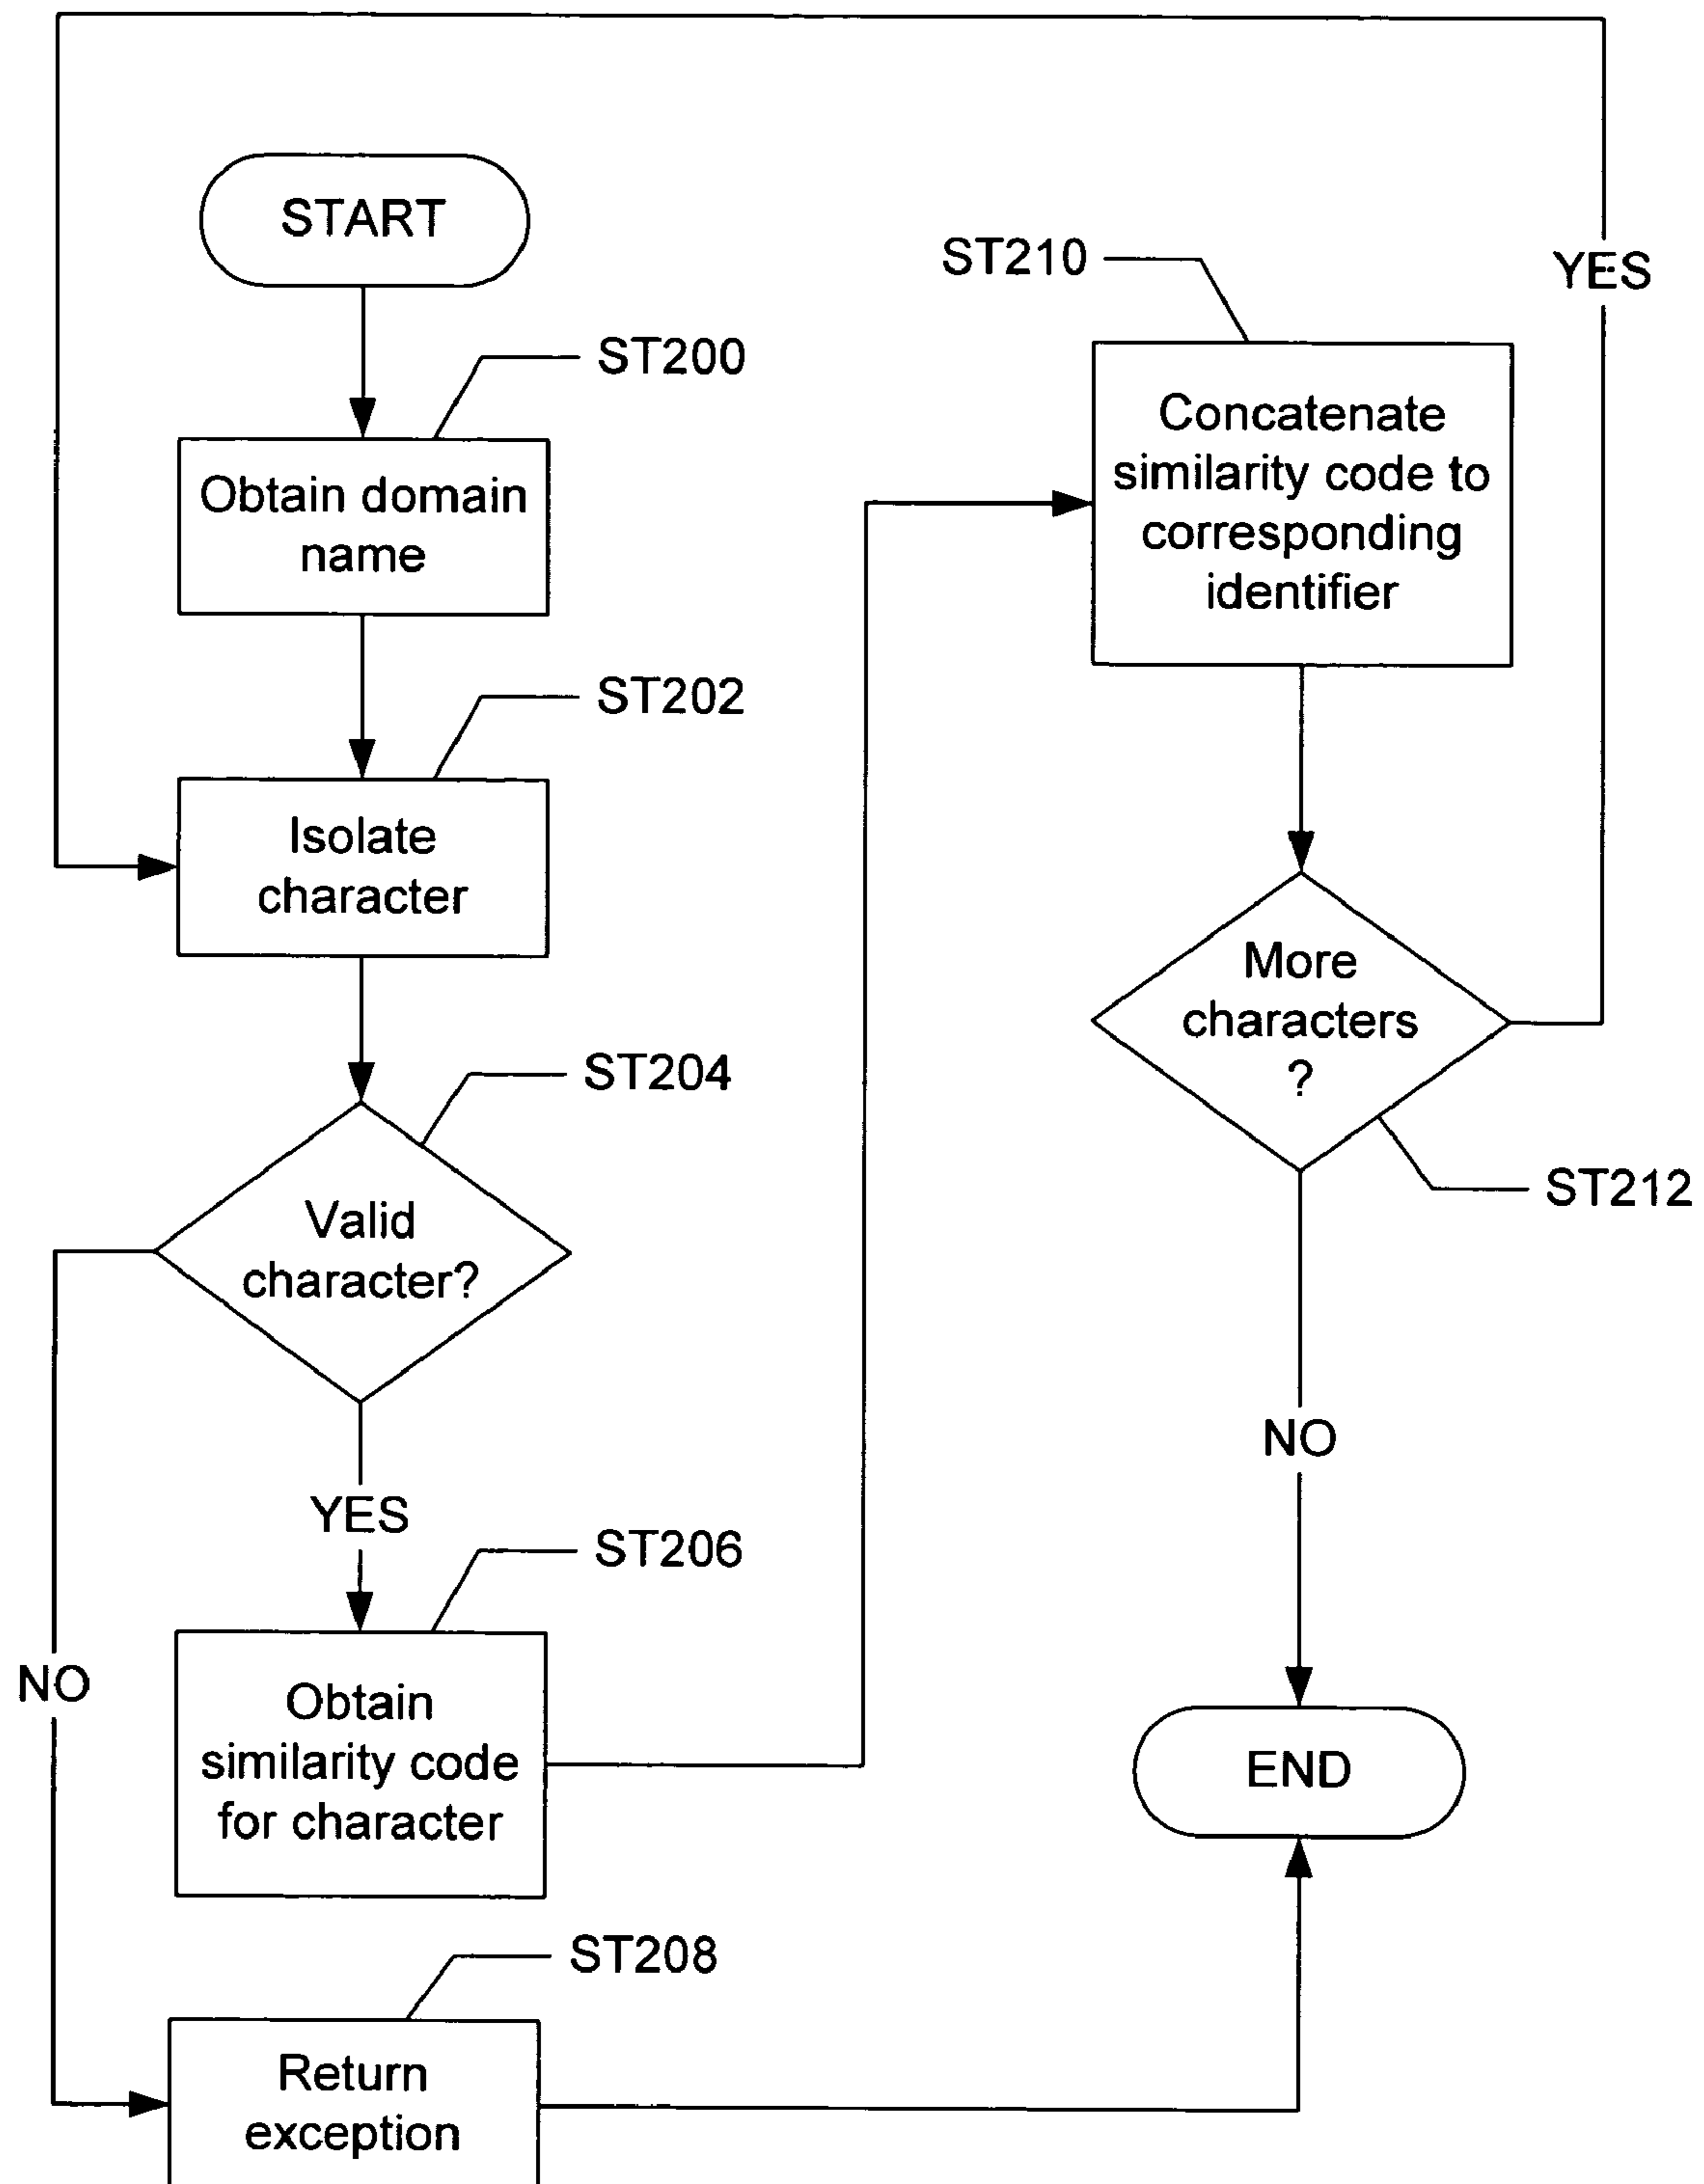 START
ST200
Obtain domain
name
ST202
Isolate
character
ST204
Valid
character?
YES
NO
ST206
Obtain
similarity code
for character
ST208
Return
exception
ST210
Concatenate
similarity code to
corresponding
identifier
YES
More
characters
?
ST212
NO
END